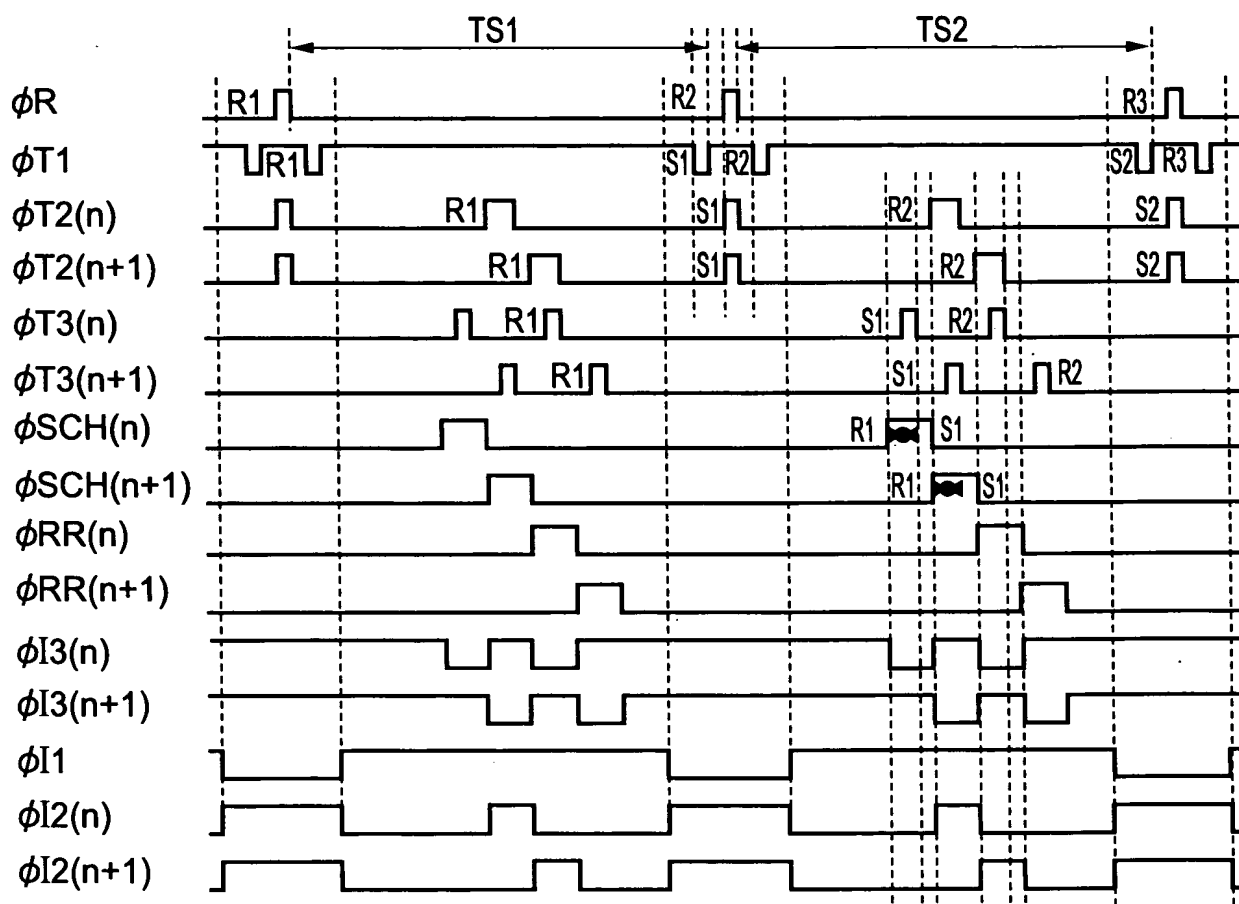 TS1 TS2
ϕR R1 R2 R3
ϕT1 R1 S1 R2 S2 R3
ϕT2(n) R1 S1 R2 S2
ϕT2(n+1) R1 S1 R2 S2
ϕT3(n) R1 S1 R2
ϕT3(n+1) R1 S1 R2
ϕSCH(n) R1 S1
ϕSCH(n+1) R1 S1
ϕRR(n)
ϕRR(n+1)
ϕI3(n)
ϕI3(n+1)
ϕI1
ϕI2(n)
ϕI2(n+1)